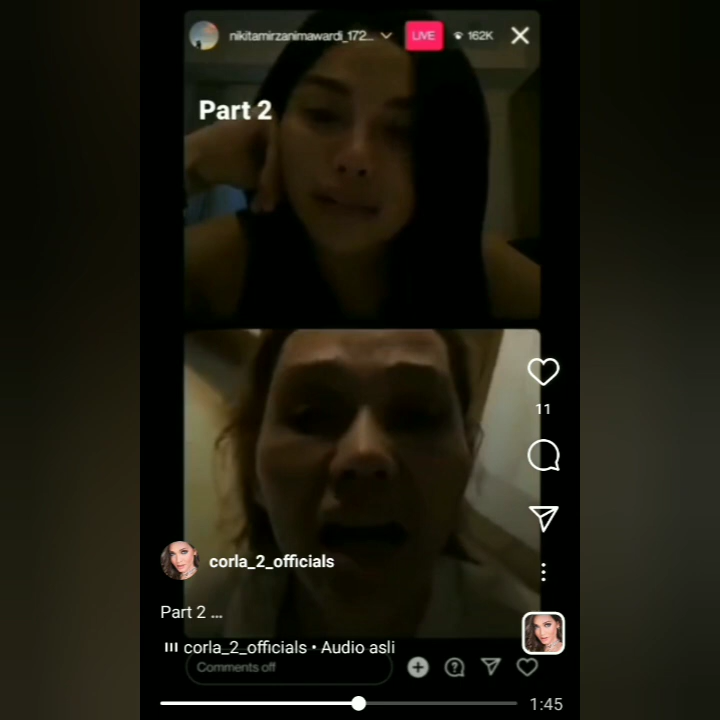 nikitamirzanimawardi_172...
LIVE
162K
Part 2
11
corla_2_officials
Part 2 ...
corla_2_officials • Audio asli
Comments off
1:45